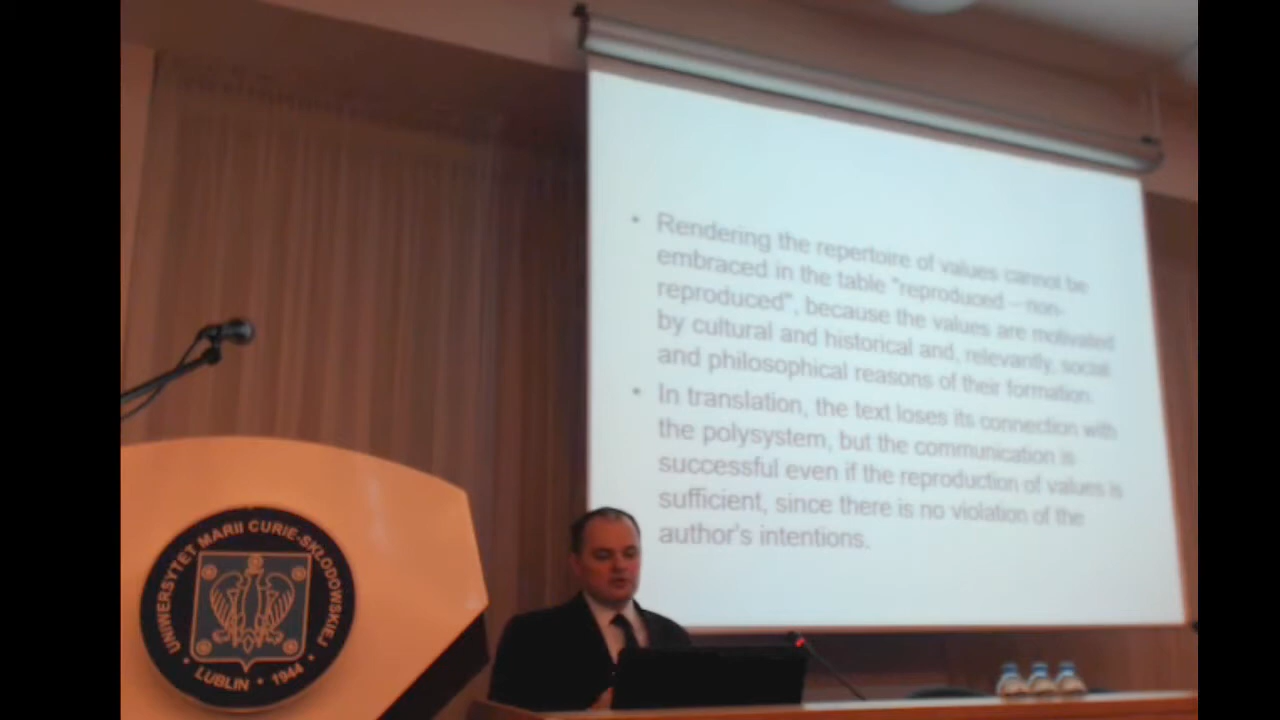 • Rendering the repertoire of values cannot be
embraced in the table "reproduced – non-
reproduced", because the values are motivated
by cultural and historical and, relevantly, social
and philosophical reasons of their formation.
• In translation, the text loses its connection with
the polysystem, but the communication is
successful even if the reproduction of values is
sufficient, since there is no violation of the
author's intentions.
UNIWERSYTET MARII CURIE-SKŁODOWSKIEJ
• LUBLIN • 1944 •